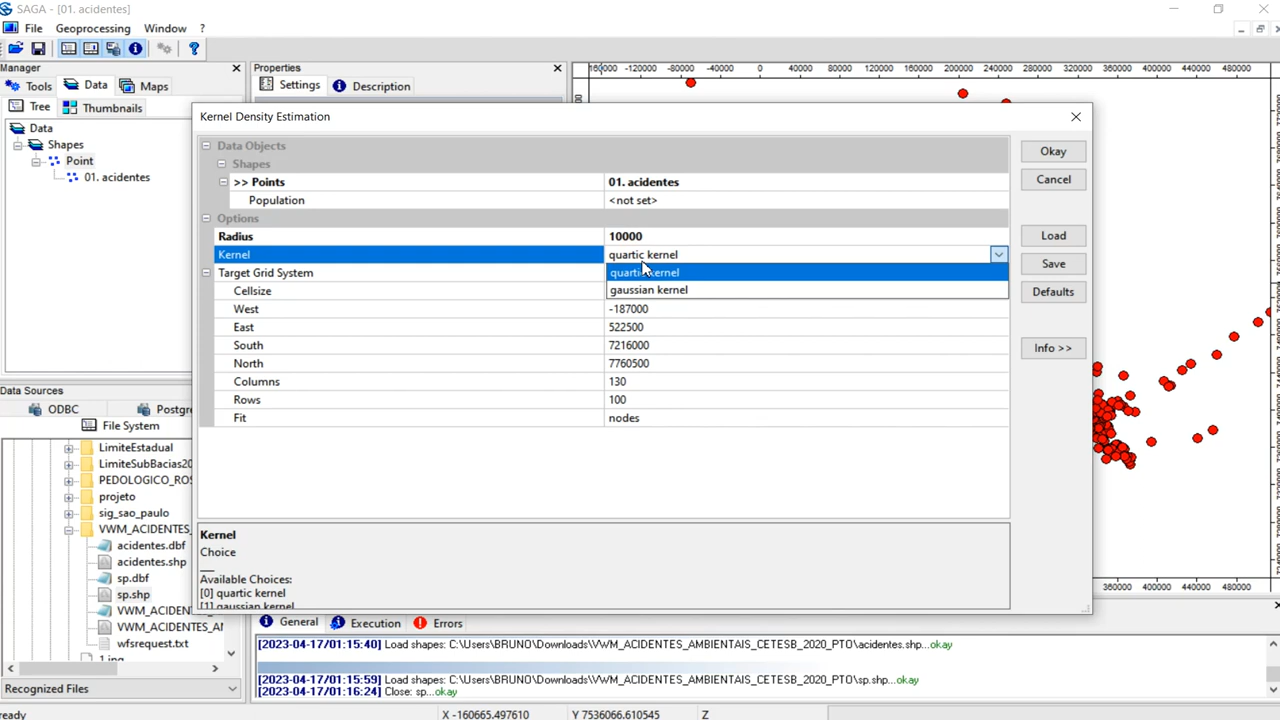 SAGA - [01. acidentes]
File Geoprocessing Window ?
Manager
Tools Data Maps
Tree Thumbnails
Data
Shapes
Point
01. acidentes
Properties
Settings Description
-120000 -80000 -40000 0 40000 80000 120000 160000 200000 240000 280000 320000 360000 400000 440000 480000
Kernel Density Estimation
Data Objects
Shapes
>> Points 01. acidentes
Population <not set>
Options
Radius 10000
Kernel quartic kernel
Target Grid System quartic kernel
Cellsize gaussian kernel
West -187000
East 522500
South 7216000
North 7760500
Columns 130
Rows 100
Fit nodes
Okay
Cancel
Load
Save
Defaults
Info >>
Kernel
Choice
Available Choices:
[0] quartic kernel
[1] gaussian kernel
360000 400000 440000 480000
Data Sources
ODBC Postgre
File System
LimiteEstadual
LimiteSubBacias20
PEDOLOGICO_ROS
projeto
sig_sao_paulo
VWM_ACIDENTES_
acidentes.dbf
acidentes.shp
sp.dbf
sp.shp
VWM_ACIDENT
VWM_ACIDENTES_AM
wfsrequest.txt
Recognized Files
General Execution Errors
[2023-04-17/01:15:40] Load shapes: C:\Users\BRUNO\Downloads\VWM_ACIDENTES_AMBIENTAIS_CETESB_2020_PTO\acidentes.shp...okay
[2023-04-17/01:15:59] Load shapes: C:\Users\BRUNO\Downloads\VWM_ACIDENTES_AMBIENTAIS_CETESB_2020_PTO\sp.shp...okay
[2023-04-17/01:16:24] Close: sp...okay
ready X -160665.497610 Y 7536066.610545 Z